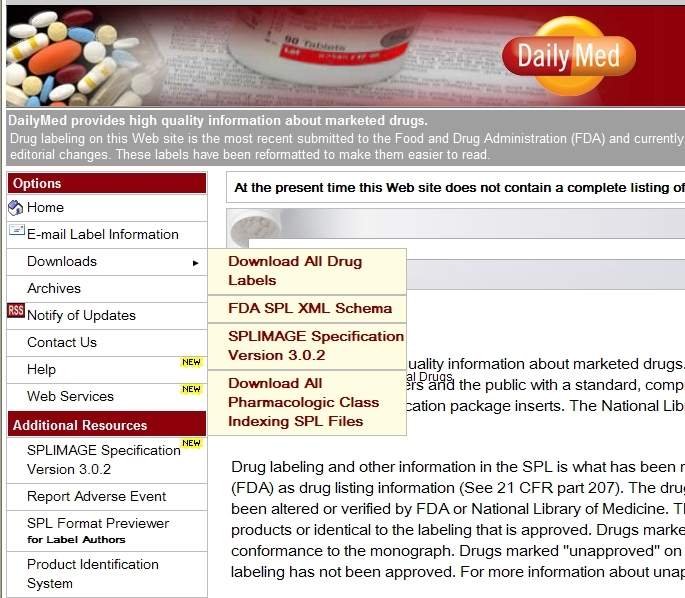 90 Tablets
DailyMed
DailyMed provides high quality information about marketed drugs.
Drug labeling on this Web site is the most recent submitted to the Food and Drug Administration (FDA) and currently
editorial changes. These labels have been reformatted to make them easier to read.
Options
Home
E-mail Label Information
Downloads
Archives
RSS Notify of Updates
Contact Us
Help NEW
Web Services NEW
Additional Resources
SPLIMAGE Specification NEW
Version 3.0.2
Report Adverse Event
SPL Format Previewer
for Label Authors
Product Identification
System
Download All Drug
Labels
FDA SPL XML Schema
SPLIMAGE Specification
Version 3.0.2
Download All
Pharmacologic Class
Indexing SPL Files
At the present time this Web site does not contain a complete listing of
information about marketed drugs.
Drugs
and the public with a standard,
package inserts. The National
Drug labeling and other information in the SPL is what has been
(FDA) as drug listing information (See 21 CFR part 207). The
been altered or verified by FDA or National Library of Medicine.
products or identical to the labeling that is approved. Drugs
conformance to the monograph. Drugs marked "unapproved" on
labeling has not been approved. For more information about